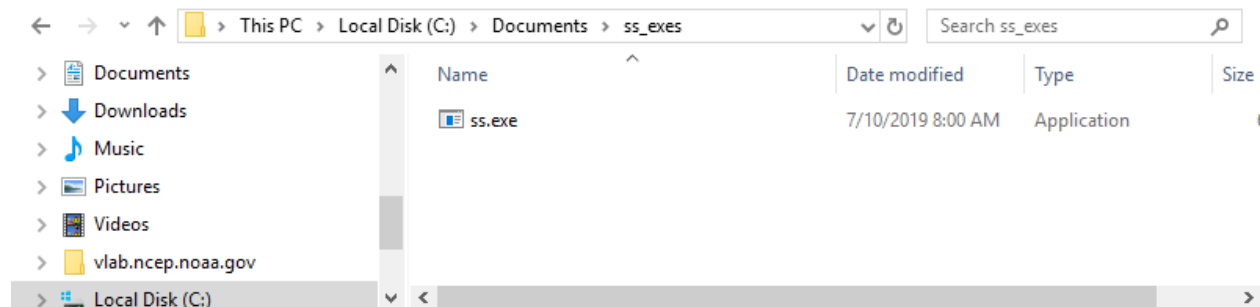 This PC > Local Disk (C:) > Documents > ss_exes
Search ss_exes
Documents
Downloads
Music
Pictures
Videos
vlab.ncep.noaa.gov
Local Disk (C:)
Name Date modified Type Size
ss.exe 7/10/2019 8:00 AM Application